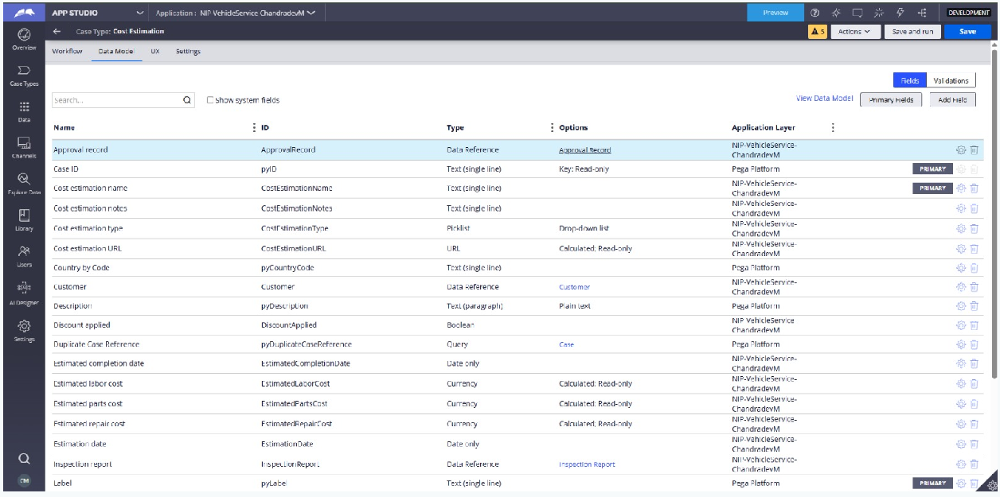 APP STUDIO Application : NIP-VehicleService ChandradevM Preview DEVELOPMENT
Case Type: Cost Estimation 5 Actions Save and run Save
Overview
Case Types
Data
Channels
Explore Data
Library
Users
AI Designer
Settings
CM
Workflow Data Model UX Settings
Fields Validations
Search... Show system fields View Data Model Primary Fields Add Field
Name ID Type Options Application Layer
Approval record ApprovalRecord Data Reference Approval Record NIP-VehicleService-
ChandradevM
Case ID pyID Text (single line) Key; Read-only Pega Platform PRIMARY
Cost estimation name CostEstimationName Text (single line) NIP-VehicleService-
ChandradevM PRIMARY
Cost estimation notes CostEstimationNotes Text (single line) NIP-VehicleService-
ChandradevM
Cost estimation type CostEstimationType Picklist Drop-down list NIP-VehicleService-
ChandradevM
Cost estimation URL CostEstimationURL URL Calculated; Read-only NIP-VehicleService-
ChandradevM
Country by Code pyCountryCode Text (single line) Pega Platform
Customer Customer Data Reference Customer NIP-VehicleService-
ChandradevM
Description pyDescription Text (paragraph) Plain text Pega Platform
Discount applied DiscountApplied Boolean NIP-VehicleService-
ChandradevM
Duplicate Case Reference pyDuplicateCaseReference Query Case Pega Platform
Estimated completion date EstimatedCompletionDate Date only NIP-VehicleService-
ChandradevM
Estimated labor cost EstimatedLaborCost Currency Calculated; Read-only NIP-VehicleService-
ChandradevM
Estimated parts cost EstimatedPartsCost Currency Calculated; Read-only NIP-VehicleService-
ChandradevM
Estimated repair cost EstimatedRepairCost Currency Calculated; Read-only NIP-VehicleService-
ChandradevM
Estimation date EstimationDate Date only NIP-VehicleService-
ChandradevM
Inspection report InspectionReport Data Reference Inspection Report NIP-VehicleService-
ChandradevM
Label pyLabel Text (single line) Pega Platform PRIMARY